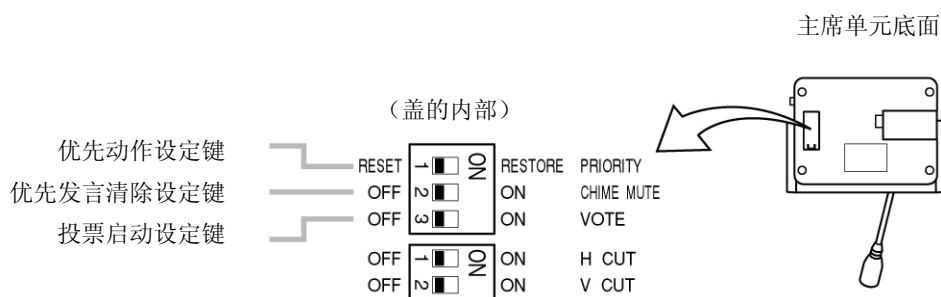 主席单元底面
（盖的内部）
优先动作设定键 RESET 1 ON RESTORE PRIORITY
优先发言清除设定键 OFF 2 ON CHIME MUTE
投票启动设定键 OFF 3 ON VOTE
OFF 1 ON ON H CUT
OFF 2 ON V CUT